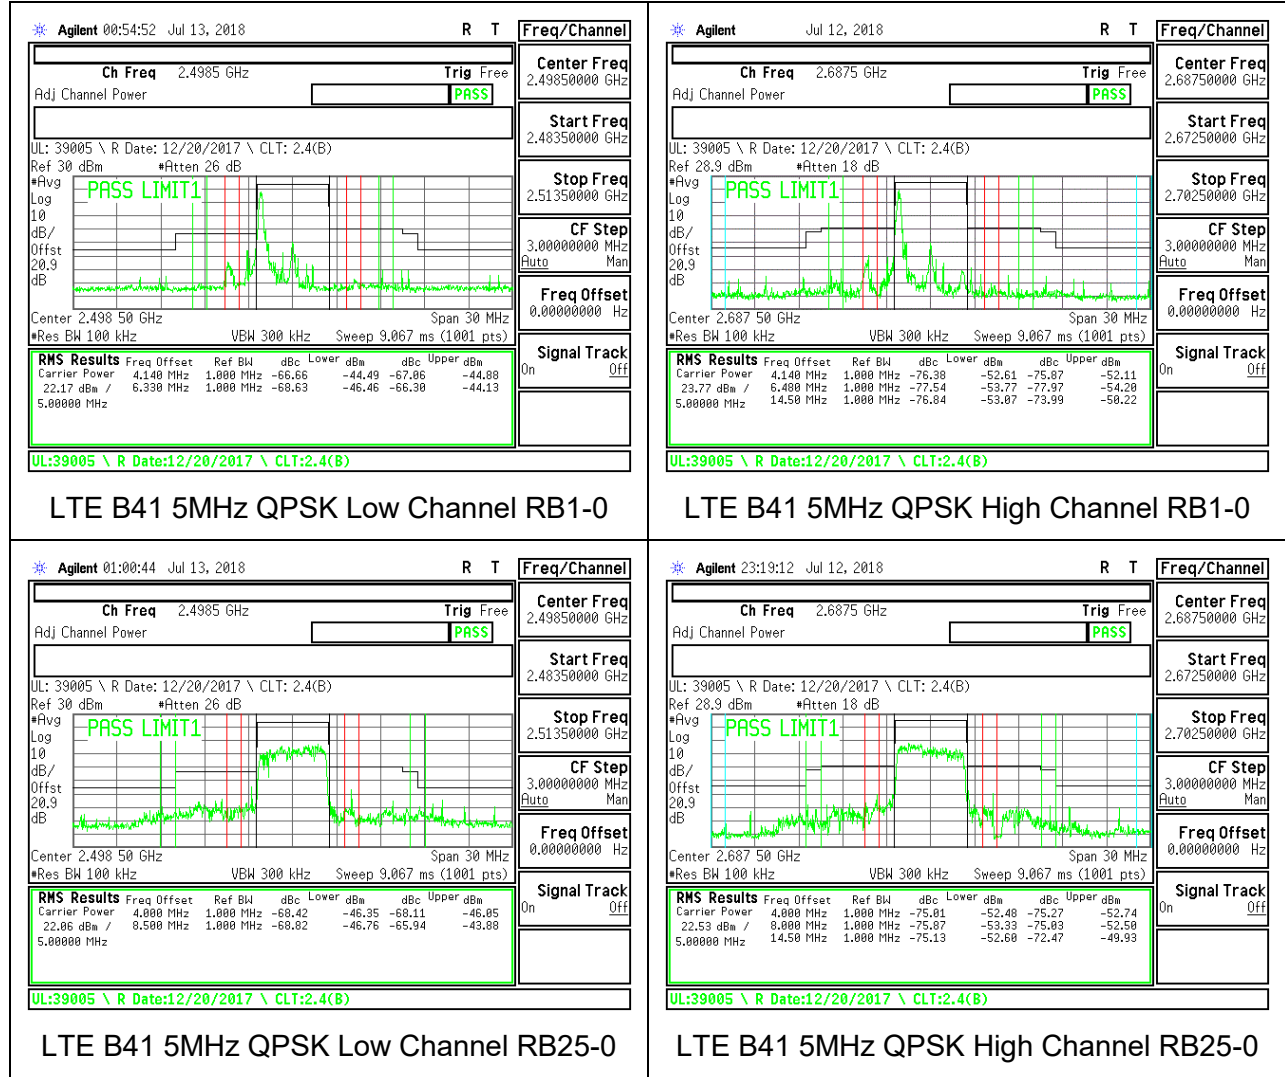 Agilent 00:54:52 Jul 13, 2018 R T
Freq/Channel
Ch Freq 2.4985 GHz Trig Free
Adj Channel Power PASS
UL: 39005 \ R Date: 12/20/2017 \ CLT: 2.4(B)
Ref 30 dBm #Atten 26 dB
#Avg
Log
10
dB/
Offst
20.9
dB
PASS LIMIT1
Center 2.498 50 GHz Span 30 MHz
#Res BW 100 kHz VBW 300 kHz Sweep 9.067 ms (1001 pts)
RMS Results Freq Offset Ref BW dBc Lower dBm dBc Upper dBm
Carrier Power 4.140 MHz 1.000 MHz -66.66 -44.49 -67.06 -44.88
22.17 dBm / 6.330 MHz 1.000 MHz -68.63 -46.46 -66.30 -44.13
5.00000 MHz
UL:39005 \ R Date:12/20/2017 \ CLT:2.4(B)
Center Freq
2.49850000 GHz
Start Freq
2.48350000 GHz
Stop Freq
2.51350000 GHz
CF Step
3.00000000 MHz
Auto Man
Freq Offset
0.00000000 Hz
Signal Track
On Off
LTE B41 5MHz QPSK Low Channel RB1-0
Agilent Jul 12, 2018 R T
Freq/Channel
Ch Freq 2.6875 GHz Trig Free
Adj Channel Power PASS
UL: 39005 \ R Date: 12/20/2017 \ CLT: 2.4(B)
Ref 28.9 dBm #Atten 18 dB
#Avg
Log
10
dB/
Offst
20.9
dB
PASS LIMIT1
Center 2.687 50 GHz Span 30 MHz
#Res BW 100 kHz VBW 300 kHz Sweep 9.067 ms (1001 pts)
RMS Results Freq Offset Ref BW dBc Lower dBm dBc Upper dBm
Carrier Power 4.140 MHz 1.000 MHz -76.38 -52.61 -75.87 -52.11
23.77 dBm / 6.480 MHz 1.000 MHz -77.54 -53.77 -77.97 -54.20
5.00000 MHz 14.50 MHz 1.000 MHz -76.84 -53.07 -73.99 -50.22
UL:39005 \ R Date:12/20/2017 \ CLT:2.4(B)
Center Freq
2.68750000 GHz
Start Freq
2.67250000 GHz
Stop Freq
2.70250000 GHz
CF Step
3.00000000 MHz
Auto Man
Freq Offset
0.00000000 Hz
Signal Track
On Off
LTE B41 5MHz QPSK High Channel RB1-0
Agilent 01:00:44 Jul 13, 2018 R T
Freq/Channel
Ch Freq 2.4985 GHz Trig Free
Adj Channel Power PASS
UL: 39005 \ R Date: 12/20/2017 \ CLT: 2.4(B)
Ref 30 dBm #Atten 26 dB
#Avg
Log
10
dB/
Offst
20.9
dB
PASS LIMIT1
Center 2.498 50 GHz Span 30 MHz
#Res BW 100 kHz VBW 300 kHz Sweep 9.067 ms (1001 pts)
RMS Results Freq Offset Ref BW dBc Lower dBm dBc Upper dBm
Carrier Power 4.000 MHz 1.000 MHz -68.42 -46.35 -68.11 -46.05
22.06 dBm / 8.500 MHz 1.000 MHz -68.82 -46.76 -65.94 -43.88
5.00000 MHz
UL:39005 \ R Date:12/20/2017 \ CLT:2.4(B)
Center Freq
2.49850000 GHz
Start Freq
2.48350000 GHz
Stop Freq
2.51350000 GHz
CF Step
3.00000000 MHz
Auto Man
Freq Offset
0.00000000 Hz
Signal Track
On Off
LTE B41 5MHz QPSK Low Channel RB25-0
Agilent 23:19:12 Jul 12, 2018 R T
Freq/Channel
Ch Freq 2.6875 GHz Trig Free
Adj Channel Power PASS
UL: 39005 \ R Date: 12/20/2017 \ CLT: 2.4(B)
Ref 28.9 dBm #Atten 18 dB
#Avg
Log
10
dB/
Offst
20.9
dB
PASS LIMIT1
Center 2.687 50 GHz Span 30 MHz
#Res BW 100 kHz VBW 300 kHz Sweep 9.067 ms (1001 pts)
RMS Results Freq Offset Ref BW dBc Lower dBm dBc Upper dBm
Carrier Power 4.000 MHz 1.000 MHz -75.01 -52.48 -75.27 -52.74
22.53 dBm / 8.000 MHz 1.000 MHz -75.87 -53.33 -75.03 -52.50
5.00000 MHz 14.50 MHz 1.000 MHz -75.13 -52.60 -72.47 -49.93
UL:39005 \ R Date:12/20/2017 \ CLT:2.4(B)
Center Freq
2.68750000 GHz
Start Freq
2.67250000 GHz
Stop Freq
2.70250000 GHz
CF Step
3.00000000 MHz
Auto Man
Freq Offset
0.00000000 Hz
Signal Track
On Off
LTE B41 5MHz QPSK High Channel RB25-0